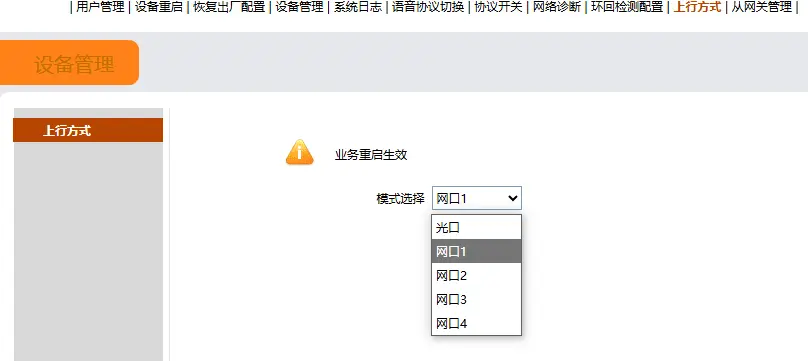 | 用户管理 | 设备重启 | 恢复出厂配置 | 设备管理 | 系统日志 | 语音协议切换 | 协议开关 | 网络诊断 | 环回检测配置 | 上行方式 | 从网关管理 |
设备管理
上行方式
业务重启生效
模式选择 网口1
光口
网口1
网口2
网口3
网口4